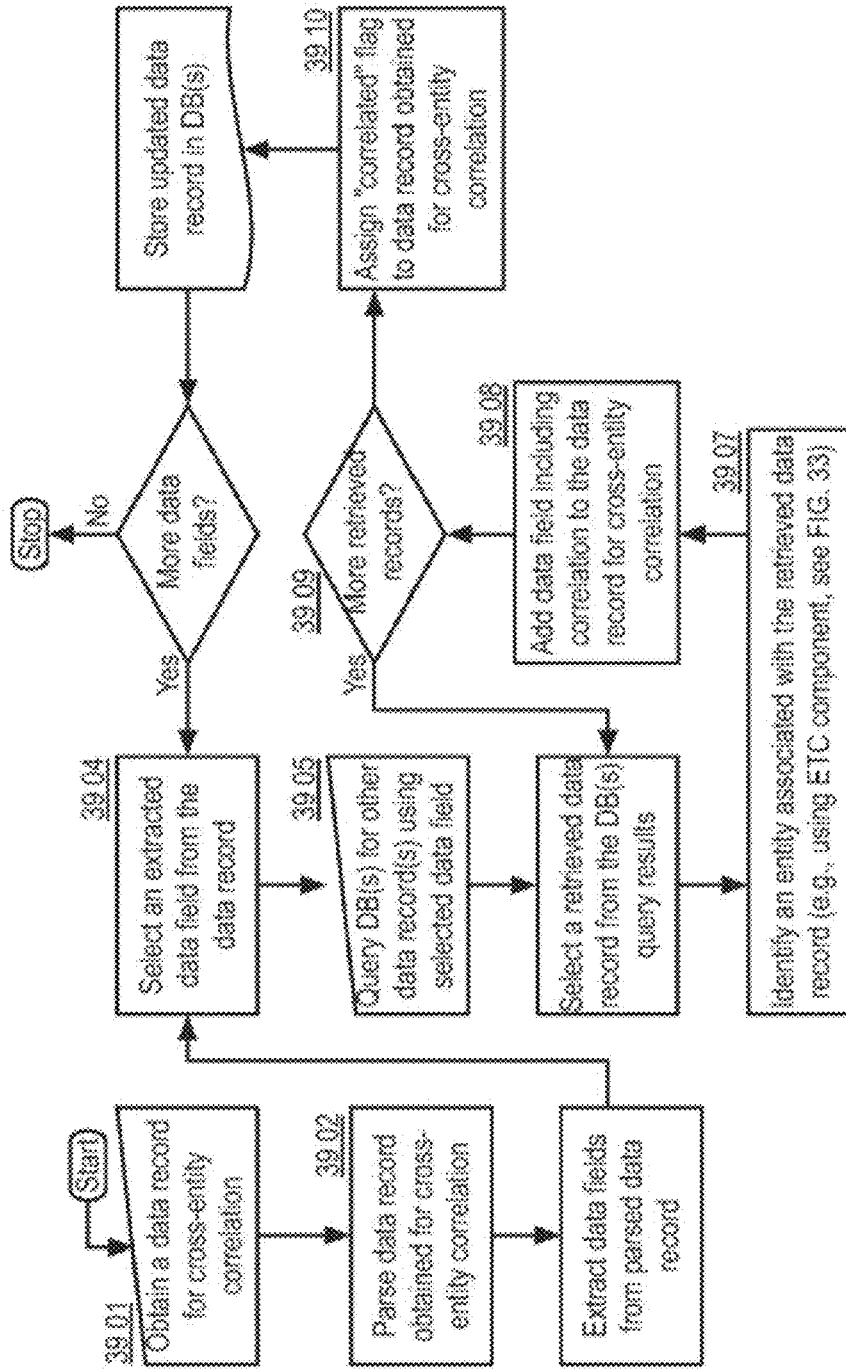 Start
39 01
Obtain a data record
for cross-entity
correlation
39 02
Parse data record
obtained for cross-
entity correlation
Extract data fields
from parsed data
record
39 04
Select an extracted
data field from the
data record
39 05
Query DB(s) for other
data record(s) using
selected data field
Select a retrieved data
record from the DB(s)
query results
39 07
Identify an entity associated with the retrieved data
record (e.g., using ETC component, see FIG. 33)
39 08
Add data field including
correlation to the data
record for cross-entity
correlation
39 09
More retrieved
records?
Yes
39 10
Assign "correlated" flag
to data record obtained
for cross-entity
correlation
Store updated data
record in DB(s)
More data
fields?
Yes
No
Stop